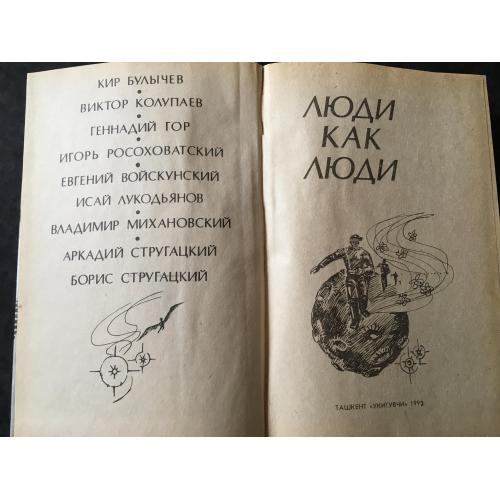 КИР БУЛЫЧЕВ
ВИКТОР КОЛУПАЕВ
ГЕННАДИЙ ГОР
ИГОРЬ РОСОХОВАТСКИЙ
ЕВГЕНИЙ ВОЙСКУНСКИЙ
ИСАЙ ЛУКОДЬЯНОВ
ВЛАДИМИР МИХАНОВСКИЙ
АРКАДИЙ СТРУГАЦКИЙ
БОРИС СТРУГАЦКИЙ
ЛЮДИ
КАК
ЛЮДИ
ТАШКЕНТ «УКИТУВЧИ» 1992